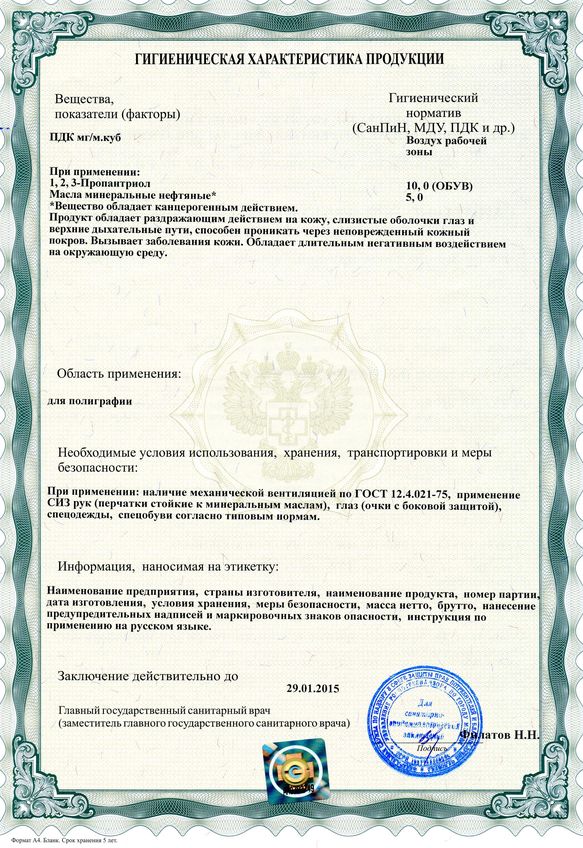 ГИГИЕНИЧЕСКАЯ ХАРАКТЕРИСТИКА ПРОДУКЦИИ
Вещества,
показатели (факторы)
Гигиенический
норматив
(СанПиН, МДУ, ПДК и др.)
ПДК мг/м.куб
Воздух рабочей
зоны
При применении:
1, 2, 3-Пропантриол 10, 0 (ОБУВ)
Масла минеральные нефтяные* 5, 0
*Вещество обладает канцерогенным действием.
Продукт обладает раздражающим действием на кожу, слизистые оболочки глаз и
верхние дыхательные пути, способен проникать через неповрежденный кожный
покров. Вызывает заболевания кожи. Обладает длительным негативным воздействием
на окружающую среду.
Область применения:
для полиграфии
Необходимые условия использования, хранения, транспортировки и меры
безопасности:
При применении: наличие механической вентиляцией по ГОСТ 12.4.021-75, применение
СИЗ рук (перчатки стойкие к минеральным маслам), глаз (очки с боковой защитой),
спецодежды, спецобуви согласно типовым нормам.
Информация, наносимая на этикетку:
Наименование предприятия, страны изготовителя, наименование продукта, номер партии,
дата изготовления, условия хранения, меры безопасности, масса нетто, брутто, нанесение
предупредительных надписей и маркировочных знаков опасности, инструкция по
применению на русском языке.
Заключение действительно до
29.01.2015
Главный государственный санитарный врач
(заместитель главного государственного санитарного врача)
Для
санитарно-
эпидемиологических
заключений
Подпись
Филатов Н.Н.
Формат А4. Бланк. Срок хранения 5 лет.